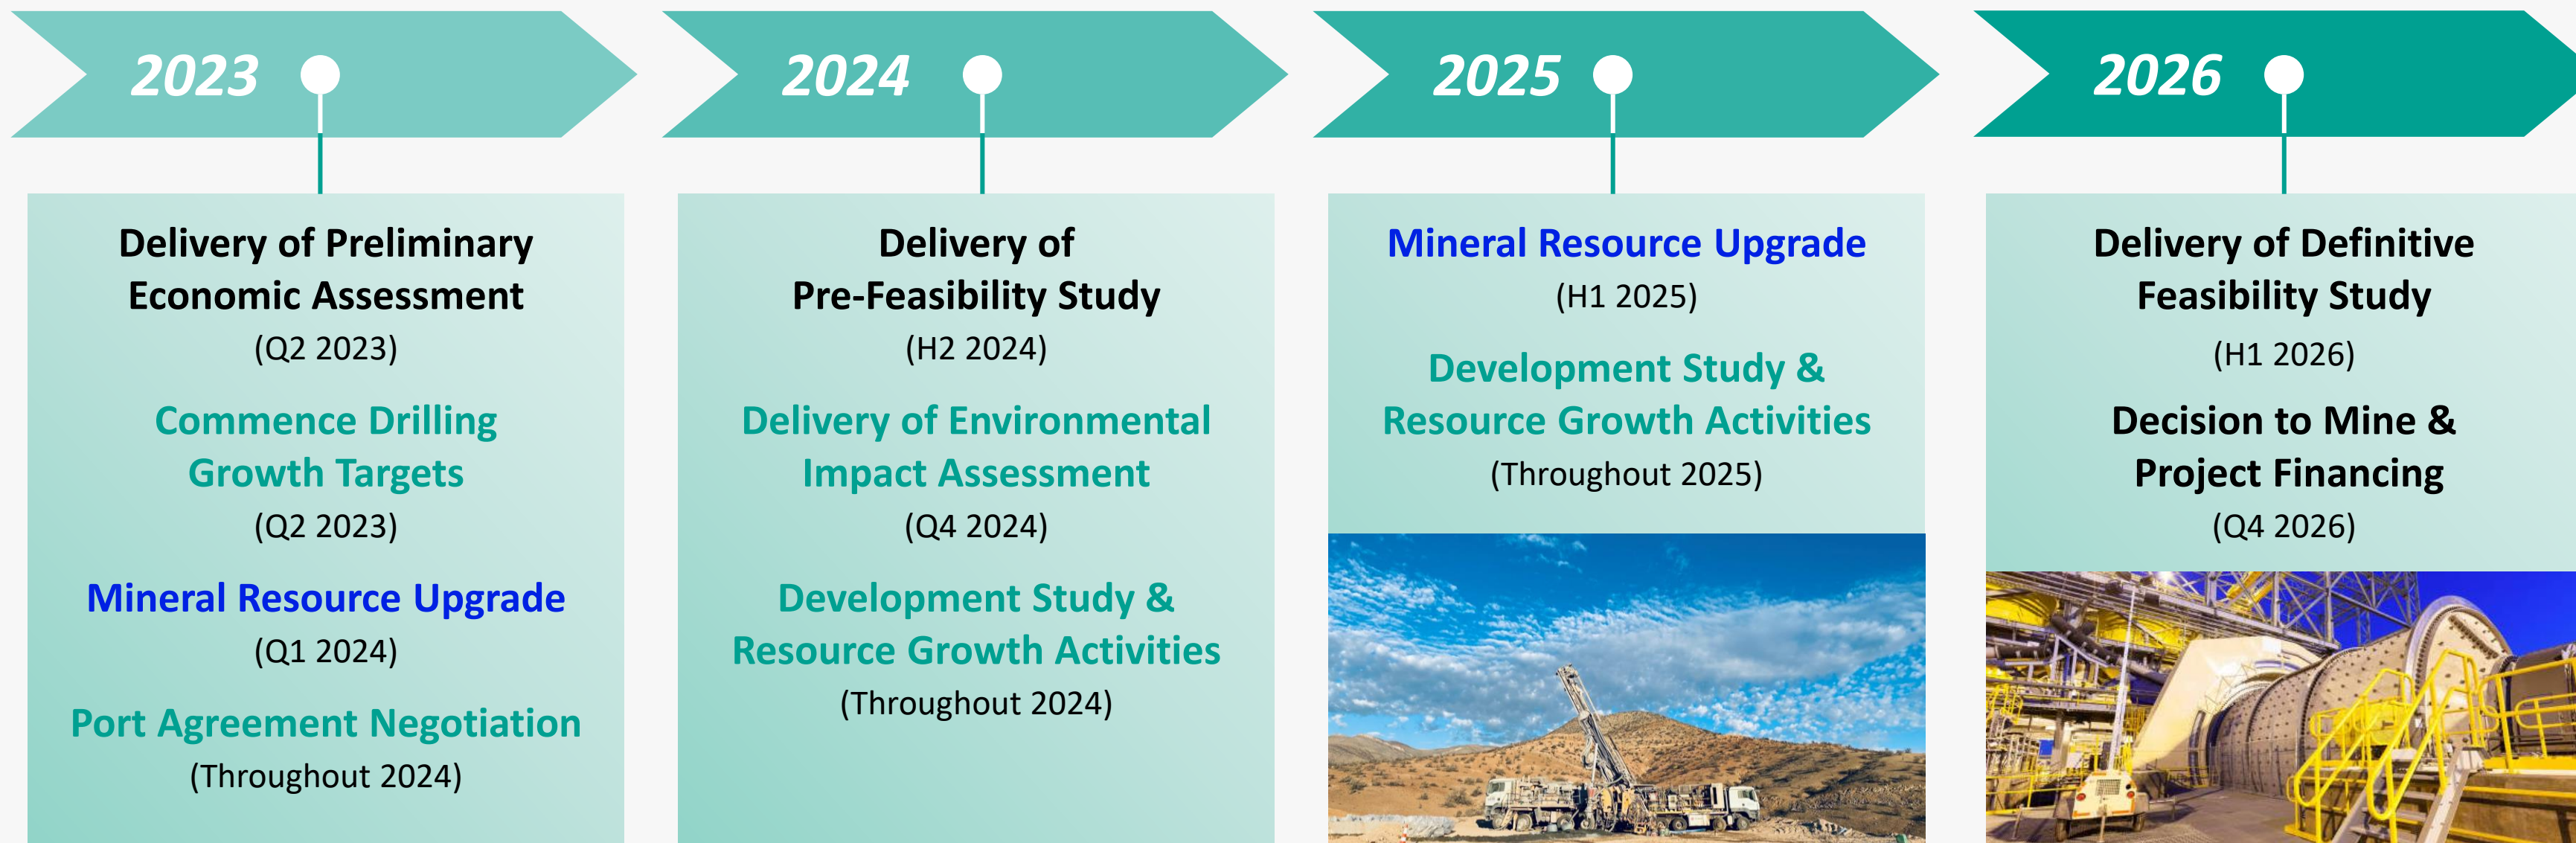 2023
Delivery of Preliminary
Economic Assessment
(Q2 2023)
Commence Drilling
Growth Targets
(Q2 2023)
Mineral Resource Upgrade
(Q1 2024)
Port Agreement Negotiation
(Throughout 2024)
2024
Delivery of
Pre-Feasibility Study
(H2 2024)
Delivery of Environmental
Impact Assessment
(Q4 2024)
Development Study &
Resource Growth Activities
(Throughout 2024)
2025
Mineral Resource Upgrade
(H1 2025)
Development Study &
Resource Growth Activities
(Throughout 2025)
2026
Delivery of Definitive
Feasibility Study
(H1 2026)
Decision to Mine &
Project Financing
(Q4 2026)